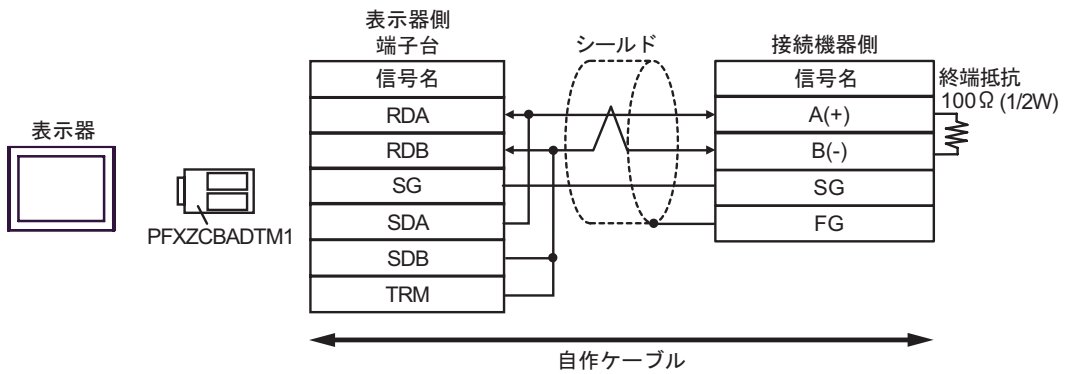 表示器
PFXZCBADTM1
表示器側
端子台
信号名
RDA
RDB
SG
SDA
SDB
TRM
シールド
接続機器側
信号名
A(+)
B(-)
SG
FG
終端抵抗
100Ω (1/2W)
自作ケーブル